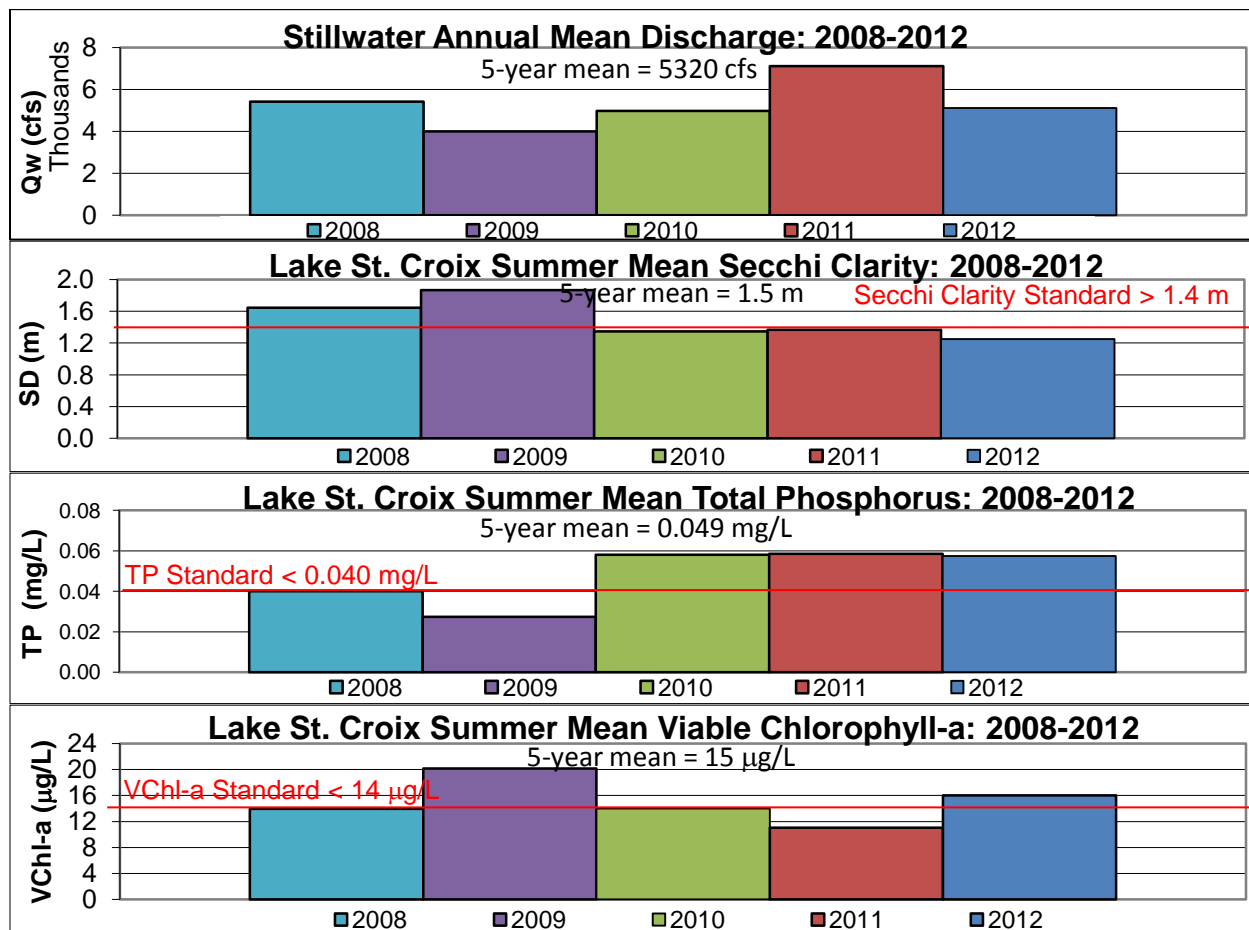 Stillwater Annual Mean Discharge: 2008-2012
5-year mean = 5320 cfs
Qw (cfs)
Thousands
8
6
4
2
0
2008 2009 2010 2011 2012
Lake St. Croix Summer Mean Secchi Clarity: 2008-2012
5-year mean = 1.5 m
Secchi Clarity Standard > 1.4 m
SD (m)
2.0
1.6
1.2
0.8
0.4
0.0
2008 2009 2010 2011 2012
Lake St. Croix Summer Mean Total Phosphorus: 2008-2012
5-year mean = 0.049 mg/L
TP Standard < 0.040 mg/L
TP (mg/L)
0.08
0.06
0.04
0.02
0.00
2008 2009 2010 2011 2012
Lake St. Croix Summer Mean Viable Chlorophyll-a: 2008-2012
5-year mean = 15 µg/L
VChl-a Standard < 14 µg/L
VChl-a (µg/L)
24
20
16
12
8
4
0
2008 2009 2010 2011 2012